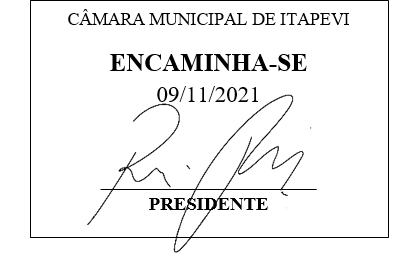 CÂMARA MUNICIPAL DE ITAPEVI
ENCAMINHA-SE
09/11/2021
PRESIDENTE